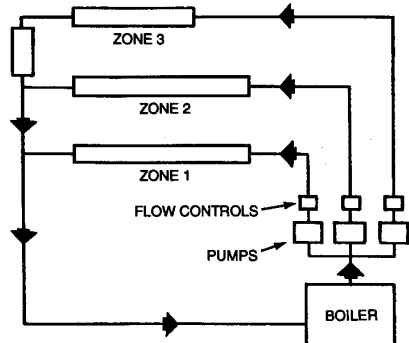 ZONE 3
ZONE 2
ZONE 1
FLOW CONTROLS
PUMPS
BOILER